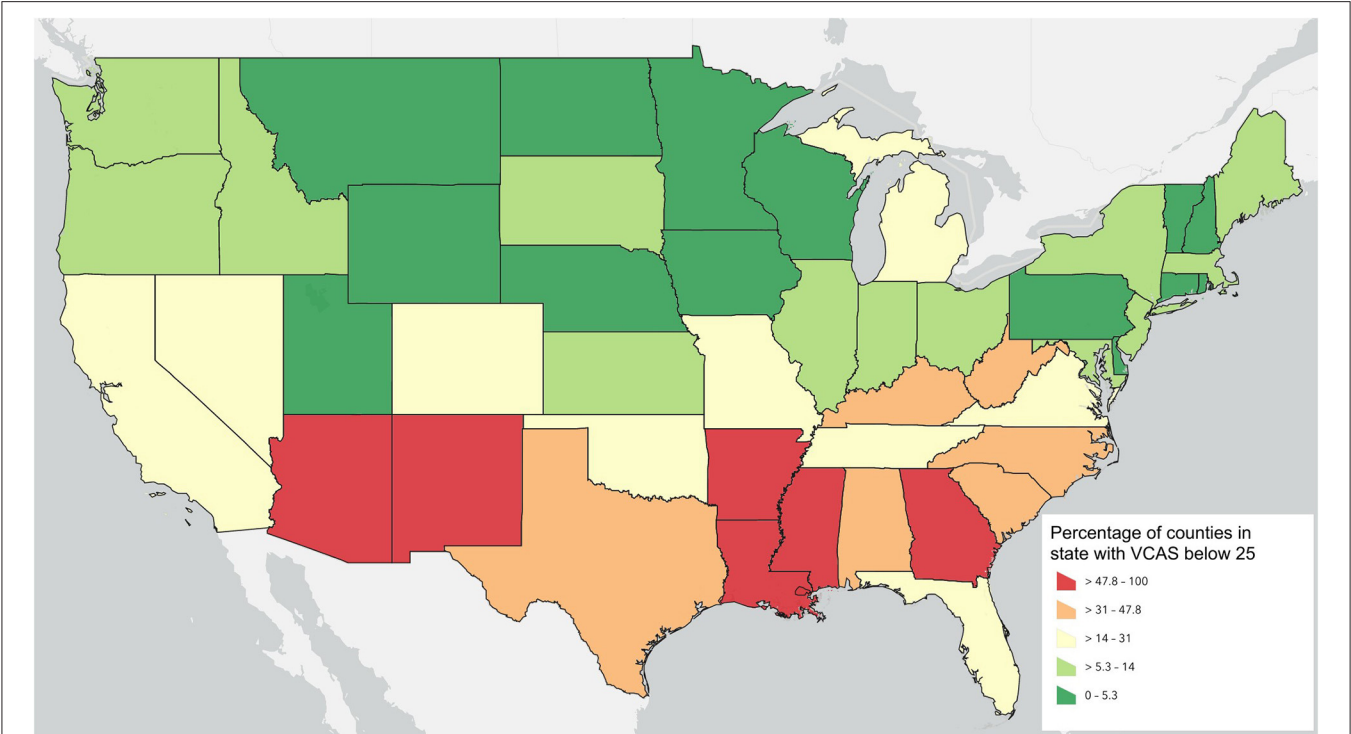 Percentage of counties in
state with VCAS below 25
> 47.8 - 100
> 31 - 47.8
> 14 - 31
> 5.3 - 14
0 - 5.3